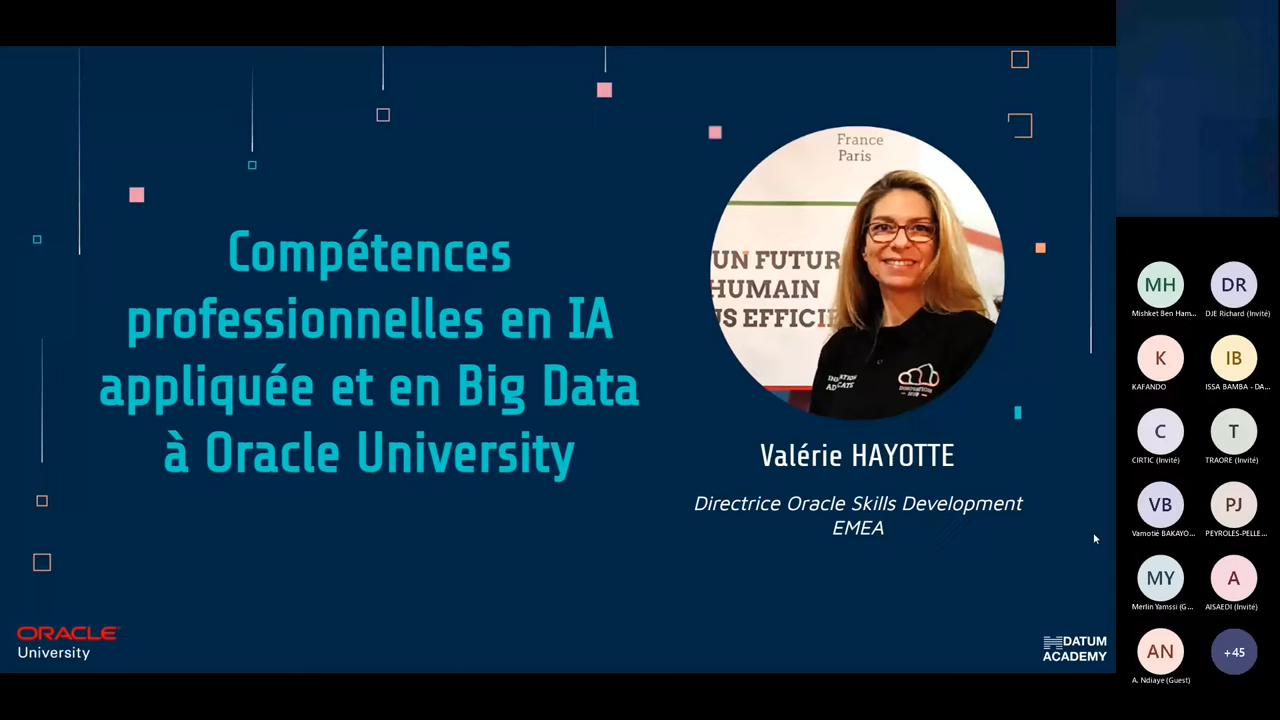 Compétences
professionnelles en IA
appliquée et en Big Data
à Oracle University
France
Paris
UN FUTUR
HUMAIN
Valérie HAYOTTE
Directrice Oracle Skills Development
EMEA
ORACLE
University
DATUM
ACADEMY
MH
Mishket Ben Ham...
DR
DJE Richard (Invité)
K
KAFANDO
IB
ISSA BAMBA - DA...
C
CIRTIC (Invité)
T
TRAORE (Invité)
VB
Vamotié BAKAYO...
PJ
PEYROLES-PELLE...
MY
Merlin Yamssi (G...
A
AISAEDI (Invité)
AN
A. Ndiaye (Guest)
+45